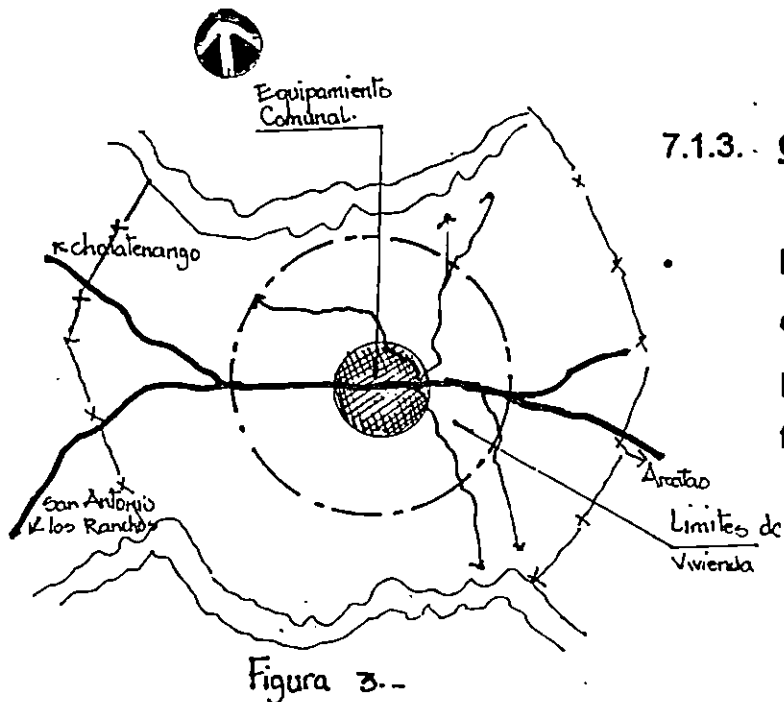 Equipamiento
Comunal.
7.1.3.
↖ chalatenango
San Antonio
↙ los Ranchos
Arcatao
Limites de
Vivienda
Figura 3.--